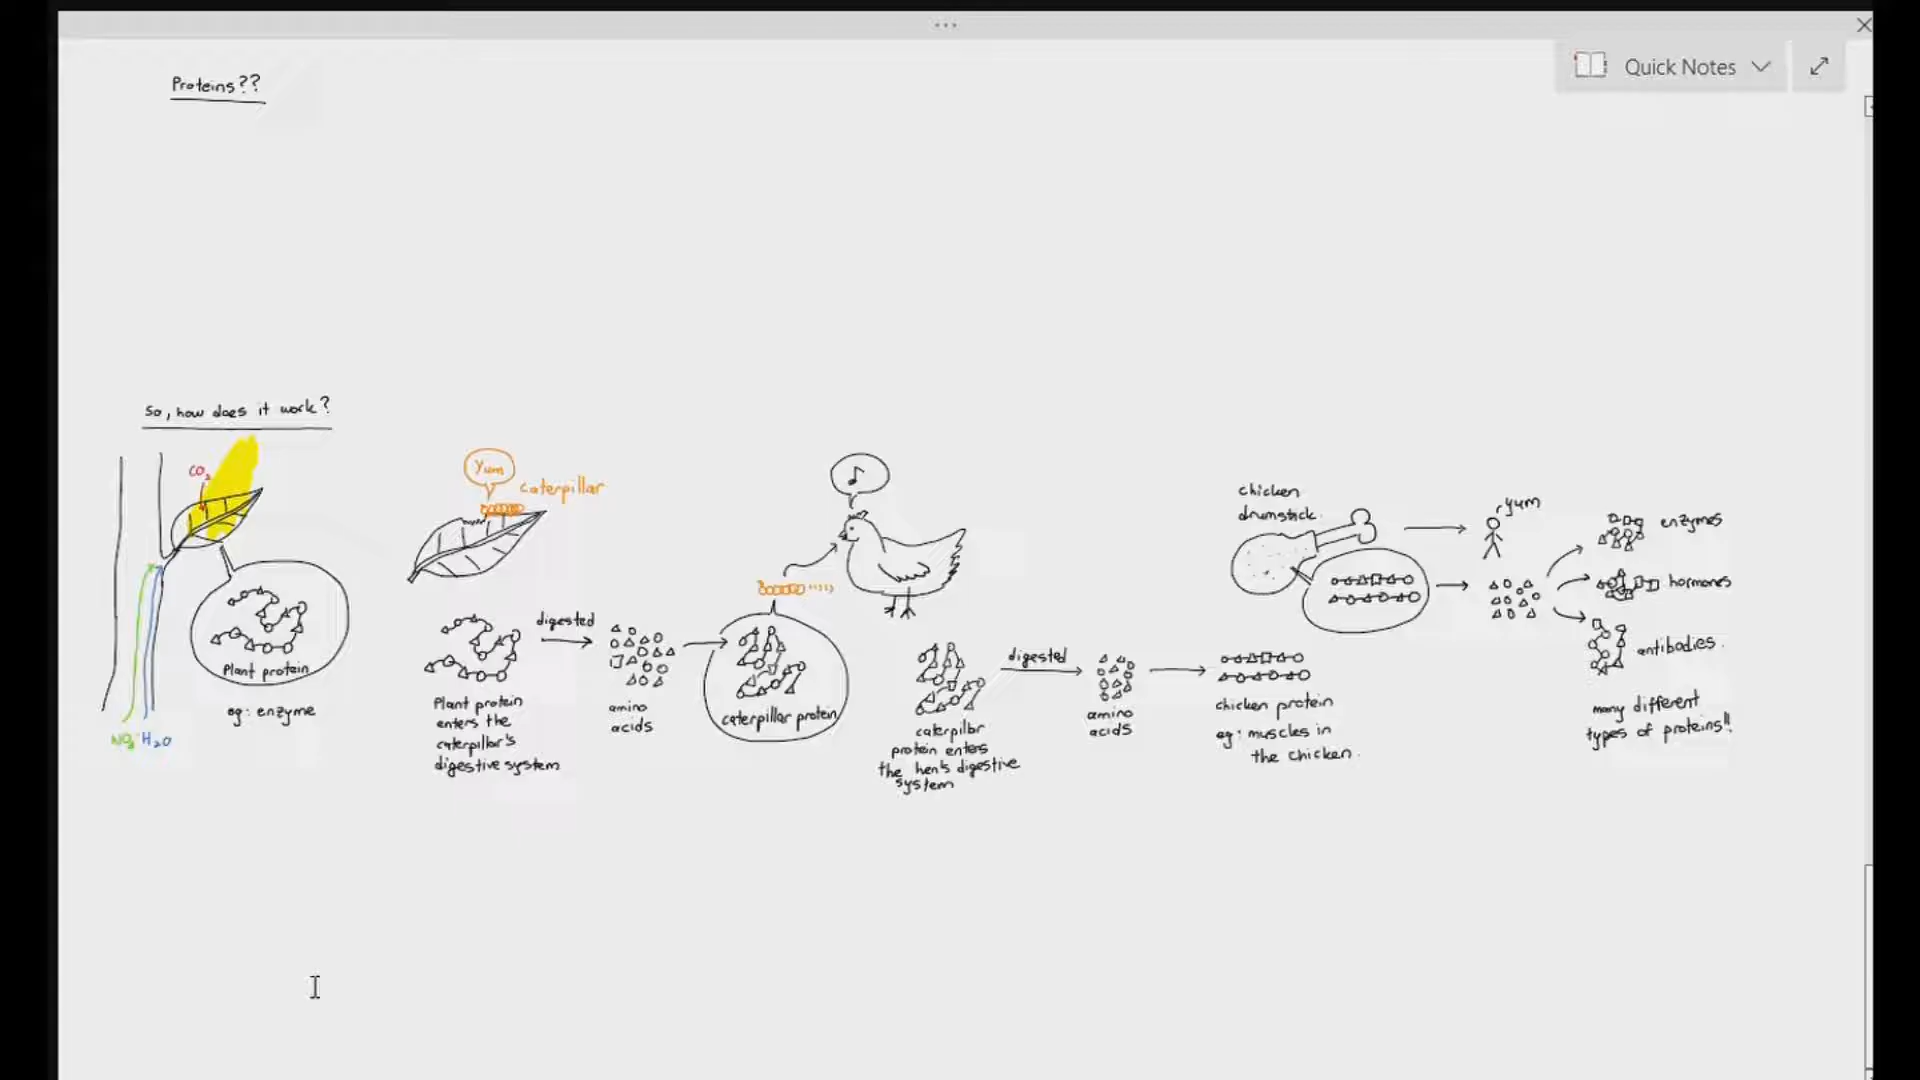 Quick Notes
Proteins??
So, how does it work?
CO₂
Plant protein
eg: enzyme
NO₃⁻ H₂O
Yum
caterpillar
digested
Plant protein
enters the
caterpillar's
digestive system
amino
acids
caterpillar protein
digested
caterpillar
protein enters
the hen's digestive
system
amino
acids
chicken protein
eg: muscles in
the chicken.
chicken
drumstick.
yum
enzymes
hormones
antibodies.
many different
types of proteins!!